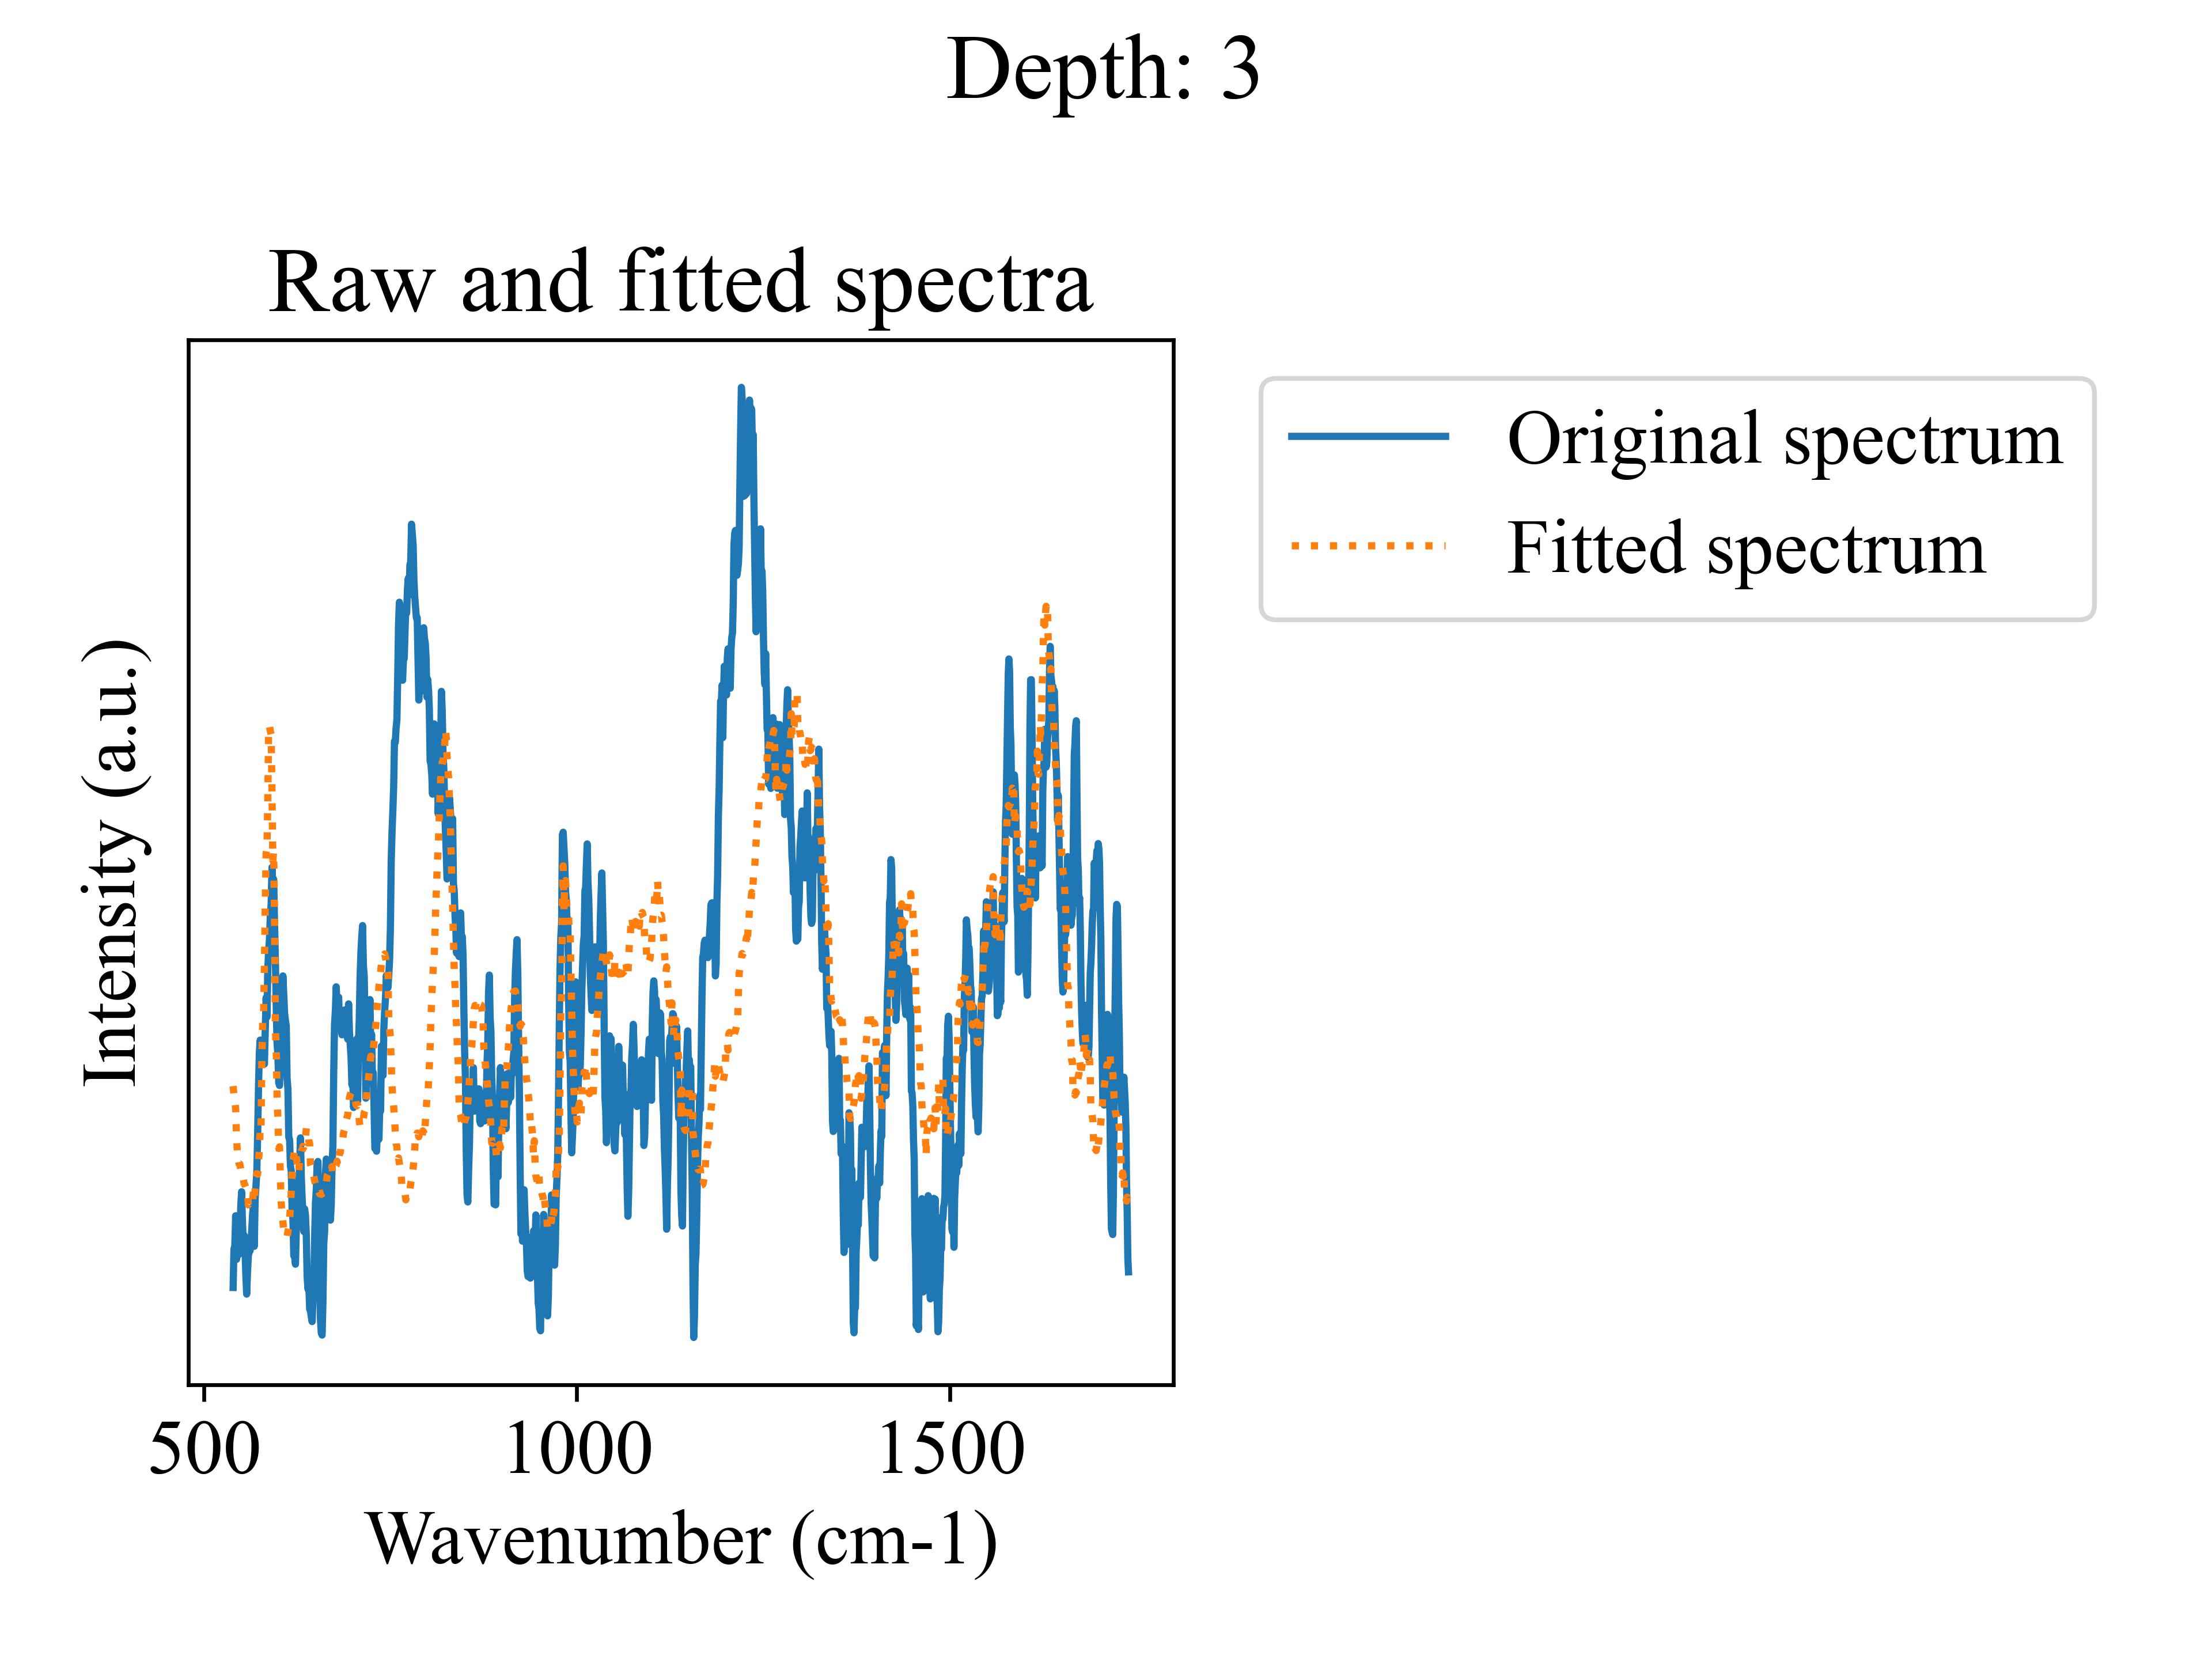 Depth: 3
Raw and fitted spectra
Original spectrum
Fitted spectrum
Intensity (a.u.)
500 1000 1500
Wavenumber (cm-1)